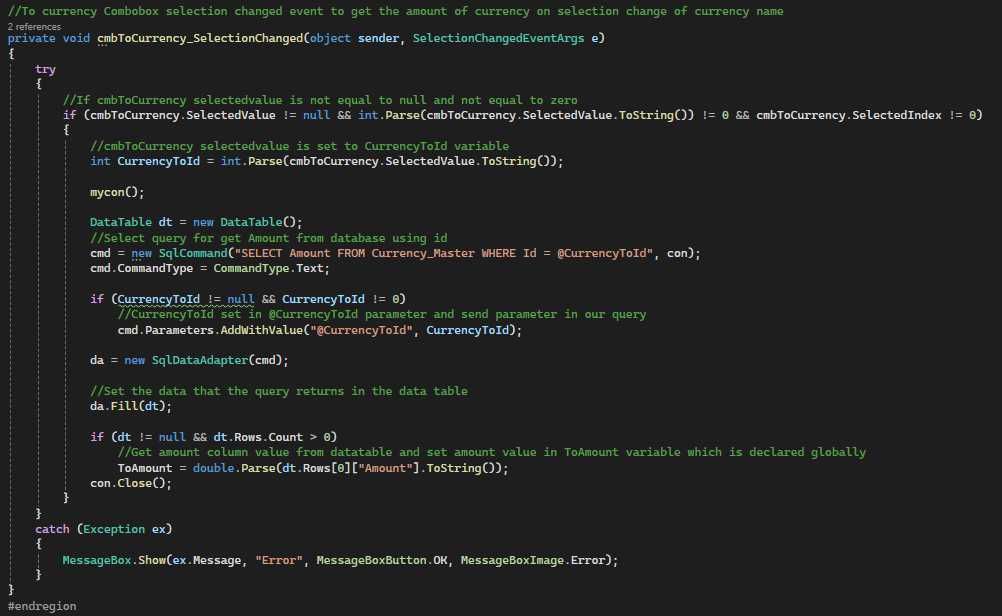 //To currency Combobox selection changed event to get the amount of currency on selection change of currency name
2 references
private void cmbToCurrency_SelectionChanged(object sender, SelectionChangedEventArgs e)
{
    try
    {
        //If cmbToCurrency selectedvalue is not equal to null and not equal to zero
        if (cmbToCurrency.SelectedValue != null && int.Parse(cmbToCurrency.SelectedValue.ToString()) != 0 && cmbToCurrency.SelectedIndex != 0)
        {
            //cmbToCurrency selectedvalue is set to CurrencyToId variable
            int CurrencyToId = int.Parse(cmbToCurrency.SelectedValue.ToString());

            mycon();

            DataTable dt = new DataTable();
            //Select query for get Amount from database using id
            cmd = new SqlCommand("SELECT Amount FROM Currency_Master WHERE Id = @CurrencyToId", con);
            cmd.CommandType = CommandType.Text;

            if (CurrencyToId != null && CurrencyToId != 0)
                //CurrencyToId set in @CurrencyToId parameter and send parameter in our query
                cmd.Parameters.AddWithValue("@CurrencyToId", CurrencyToId);

            da = new SqlDataAdapter(cmd);

            //Set the data that the query returns in the data table
            da.Fill(dt);

            if (dt != null && dt.Rows.Count > 0)
                //Get amount column value from datatable and set amount value in ToAmount variable which is declared globally
                ToAmount = double.Parse(dt.Rows[0]["Amount"].ToString());
            con.Close();
        }
    }
    catch (Exception ex)
    {
        MessageBox.Show(ex.Message, "Error", MessageBoxButton.OK, MessageBoxImage.Error);
    }
}
#endregion